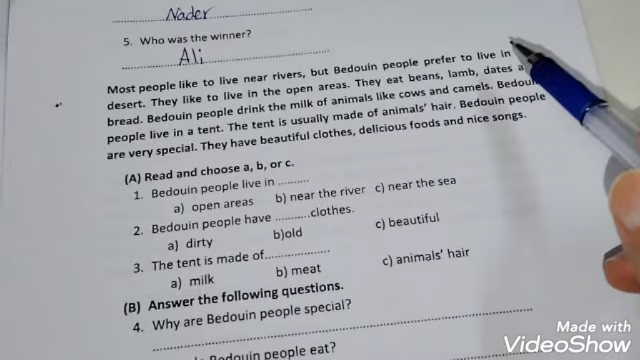 Nader
5. Who was the winner?
Ali
Most people like to live near rivers, but Bedouin people prefer to live in
desert. They like to live in the open areas. They eat beans, lamb, dates a
bread. Bedouin people drink the milk of animals like cows and camels. Bedoui
people live in a tent. The tent is usually made of animals' hair. Bedouin people
are very special. They have beautiful clothes, delicious foods and nice songs.
(A) Read and choose a, b, or c.
1. Bedouin people live in ..........
a) open areas b) near the river c) near the sea
2. Bedouin people have ...........clothes.
a) dirty b)old c) beautiful
3. The tent is made of....................
a) milk b) meat c) animals' hair
(B) Answer the following questions.
4. Why are Bedouin people special?
Bedouin people eat?
Made with
VideoShow